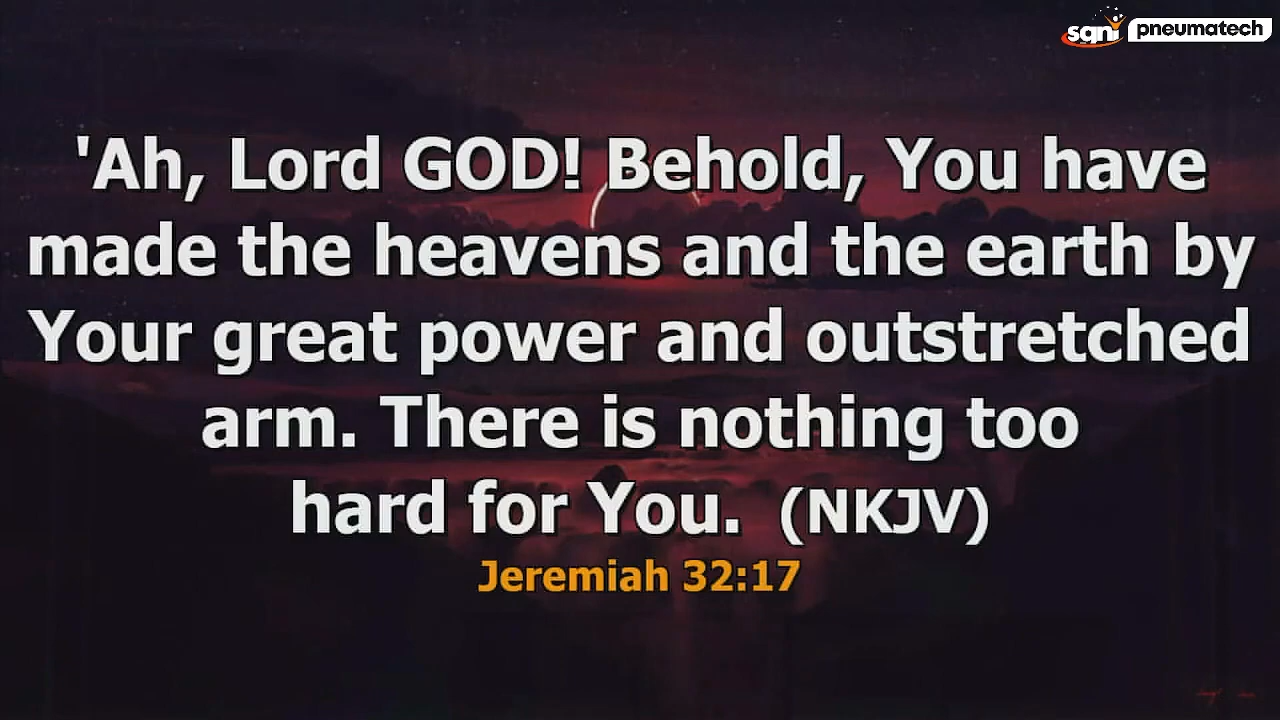 sqni pneumatech
'Ah, Lord GOD! Behold, You have
made the heavens and the earth by
Your great power and outstretched
arm. There is nothing too
hard for You.  (NKJV)
Jeremiah 32:17